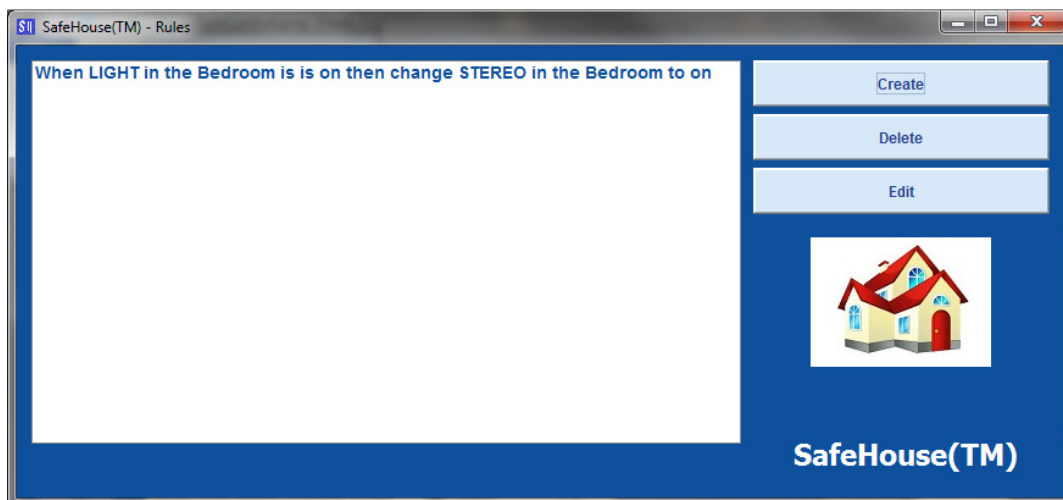 SafeHouse(TM) - Rules
When LIGHT in the Bedroom is is on then change STEREO in the Bedroom to on
Create
Delete
Edit
SafeHouse(TM)